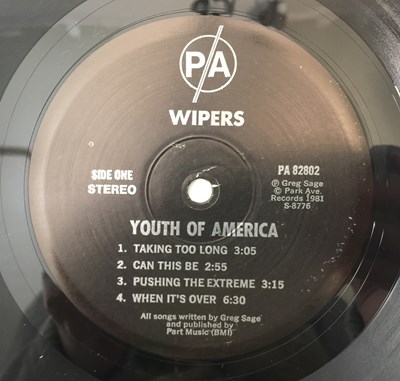 P/A
WIPERS
SIDE ONE
STEREO
PA 82802
℗ Greg Sage
© Park Ave.
Records 1981
S-8776
YOUTH OF AMERICA
1. TAKING TOO LONG 3:05
2. CAN THIS BE 2:55
3. PUSHING THE EXTREME 3:15
4. WHEN IT'S OVER 6:30
All songs written by Greg Sage
and published by
Part Music (BMI)